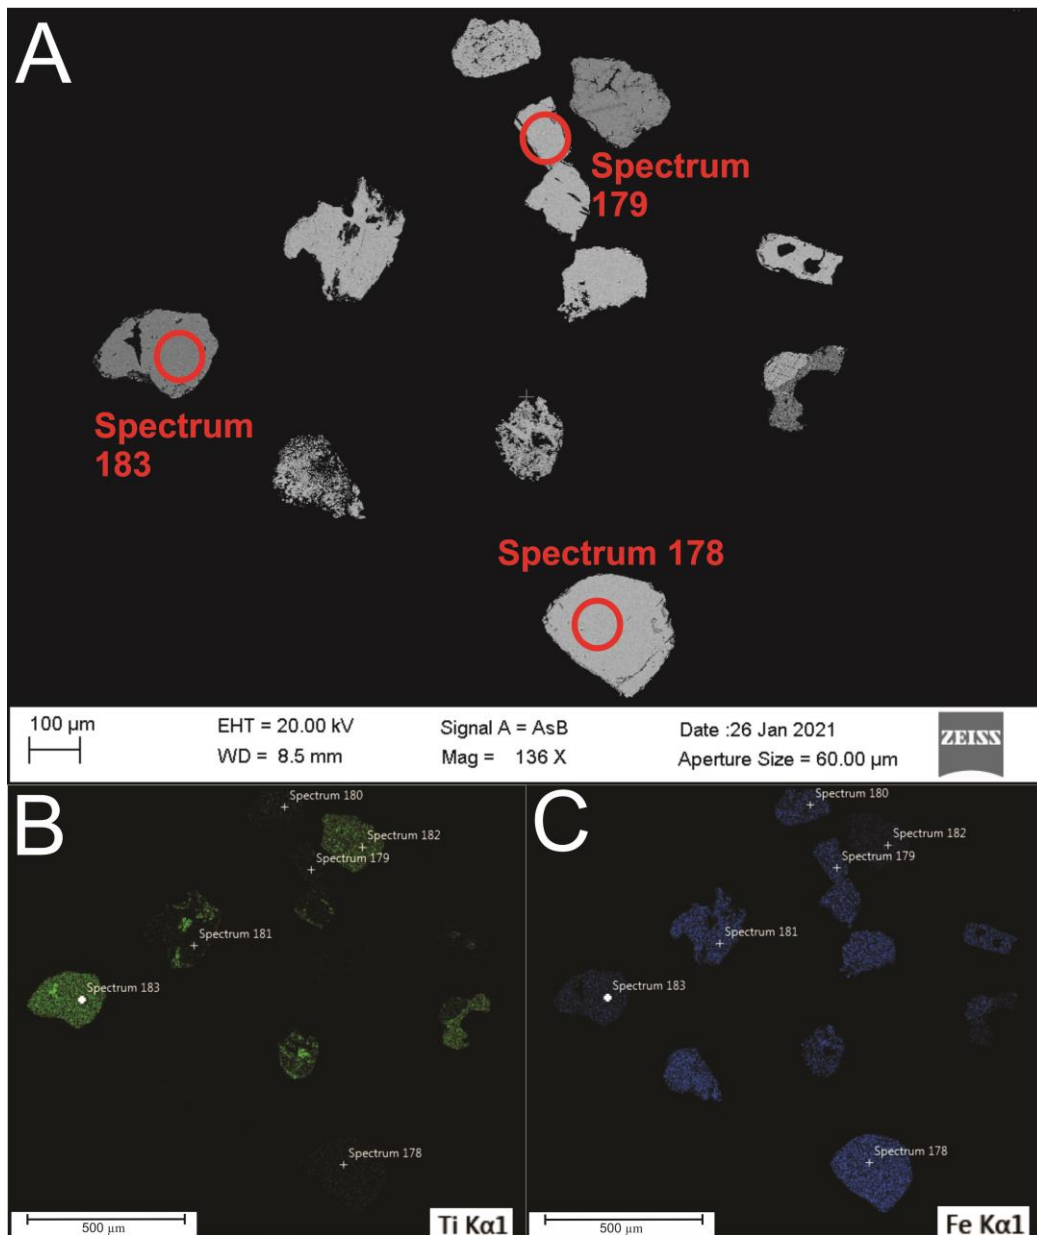 A
Spectrum
179
Spectrum
183
Spectrum 178
100 µm
EHT = 20.00 kV
Signal A = AsB
Date :26 Jan 2021
WD = 8.5 mm
Mag = 136 X
Aperture Size = 60.00 µm
ZEISS
B
Spectrum 180
Spectrum 182
Spectrum 179
Spectrum 181
Spectrum 183
Spectrum 178
500 µm
Ti Kα1
C
Spectrum 180
Spectrum 182
Spectrum 179
Spectrum 181
Spectrum 183
Spectrum 178
500 µm
Fe Kα1